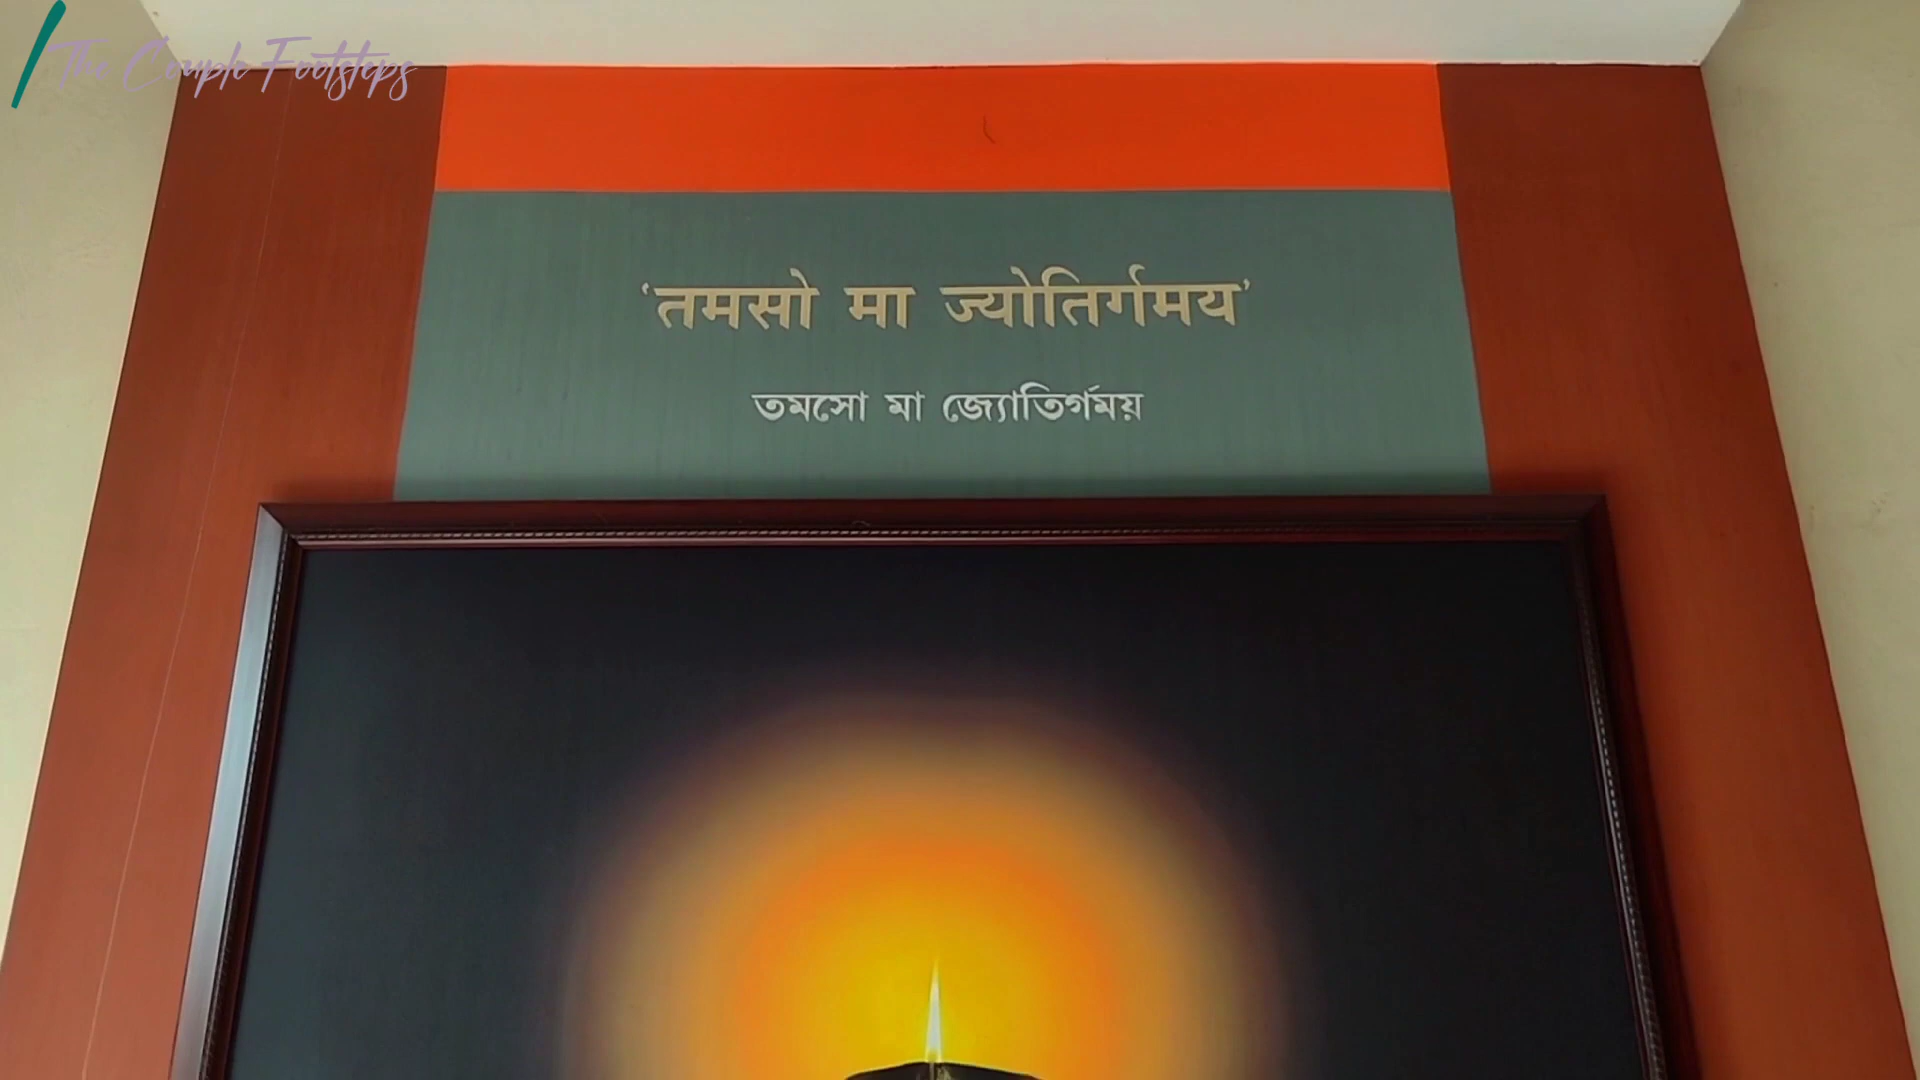 The Couple Footsteps
‘तमसो मा ज्योतिर्गमय’
তমসো মা জ্যোতির্গময়